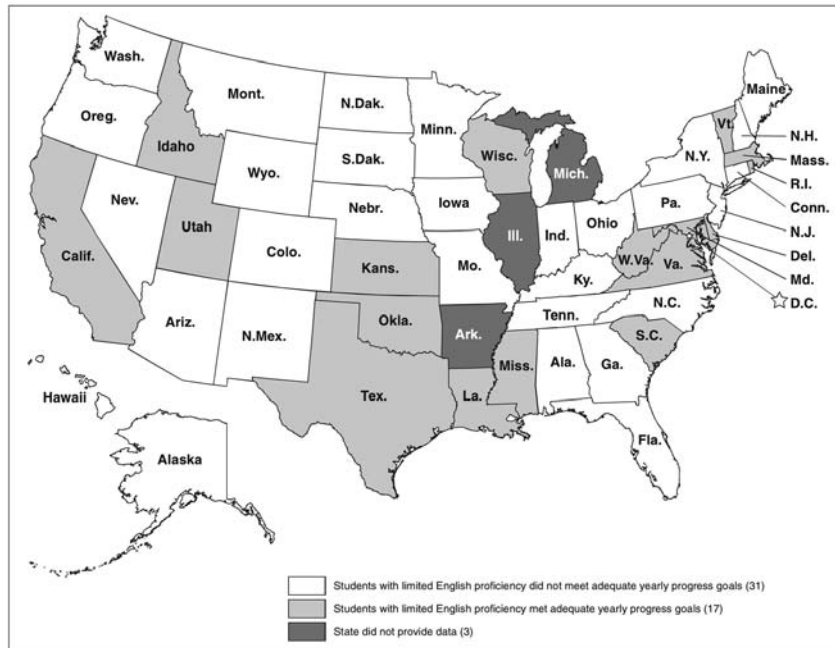 Wash.
Maine
Mont.
N.Dak.
Minn.
Vt.
Oreg.
N.H.
Idaho
S.Dak.
Wisc.
N.Y.
Mass.
Wyo.
Mich.
R.I.
Nev.
Iowa
Pa.
Conn.
Nebr.
Utah
Ill.
Ind.
Ohio
N.J.
Colo.
Del.
Calif.
Kans.
Mo.
W.Va.
Va.
Md.
Ky.
D.C.
Ariz.
N.Mex.
Okla.
Ark.
Tenn.
N.C.
S.C.
Miss.
Ala.
Ga.
Tex.
La.
Hawaii
Fla.
Alaska
Students with limited English proficiency did not meet adequate yearly progress goals (31)
Students with limited English proficiency met adequate yearly progress goals (17)
State did not provide data (3)